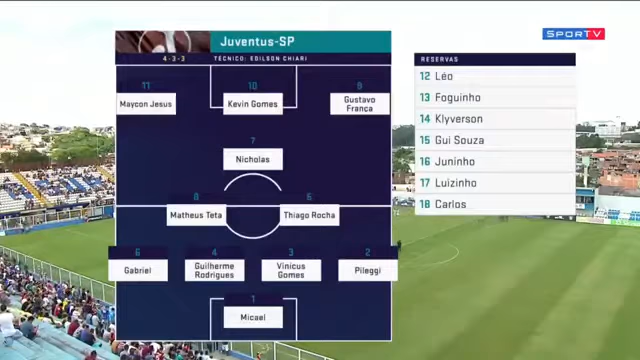 SPORTV
Juventus-SP
4-3-3
TÉCNICO: EDILSON CHIARI
11
Maycon Jesus
10
Kevin Gomes
9
Gustavo
França
7
Nicholas
8
Matheus Teta
5
Thiago Rocha
6
Gabriel
4
Guilherme
Rodrigues
3
Vinicus
Gomes
2
Pileggi
1
Micael
RESERVAS
12 Léo
13 Foguinho
14 Klyverson
15 Gui Souza
16 Juninho
17 Luizinho
18 Carlos